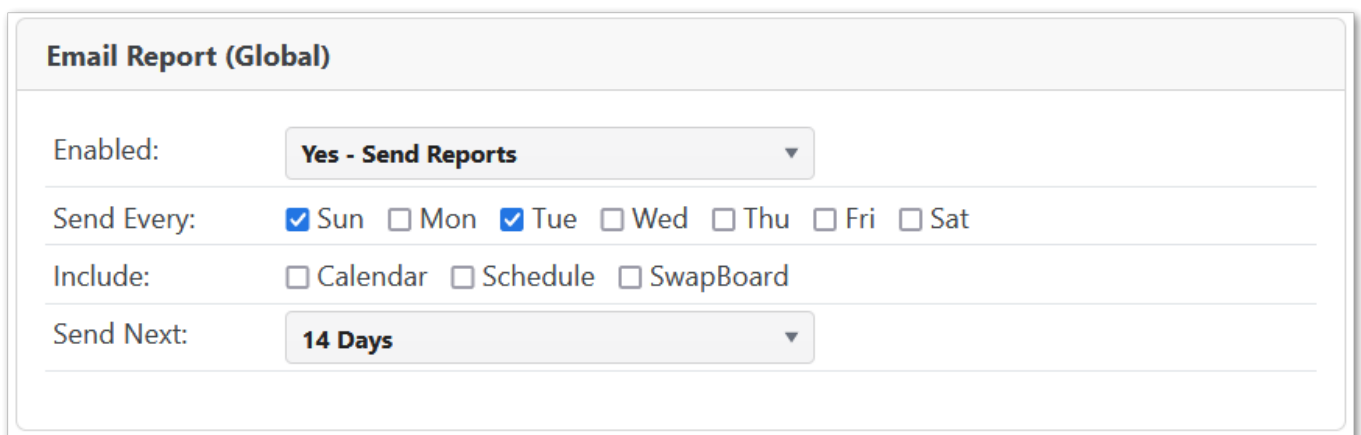 Email Report (Global)
Enabled: Yes - Send Reports
Send Every: Sun Mon Tue Wed Thu Fri Sat
Include: Calendar Schedule SwapBoard
Send Next: 14 Days